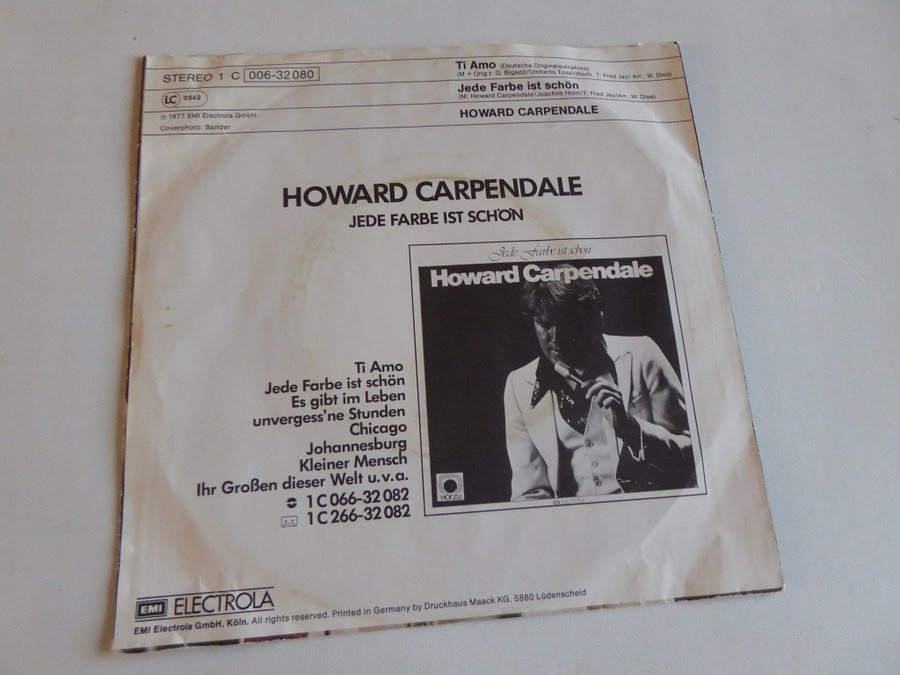 STEREO 1 C 006-32 080
LC 0542
℗ 1977 EMI Electrola GmbH
Coverphoto: Sander
Ti Amo (Deutsche Originalaufnahme)
(M + Orig.t: G. Bigazzi/Umberto Tozzi/dtsch. T: Fred Jay/Arr.: W. Dies)
Jede Farbe ist schön
(M: Howard Carpendale/Joachim Horn/T: Fred Jay/Arr.: W. Dies)
HOWARD CARPENDALE
HOWARD CARPENDALE
JEDE FARBE IST SCHÖN
Jede Farbe ist schön
Howard Carpendale
HÖRZU
EMI ELECTROLA
Ti Amo
Jede Farbe ist schön
Es gibt im Leben
unvergess'ne Stunden
Chicago
Johannesburg
Kleiner Mensch
Ihr Großen dieser Welt u.v.a.
1 C 066-32 082
1 C 266-32 082
EMI ELECTROLA
EMI Electrola GmbH, Köln. All rights reserved. Printed in Germany by Druckhaus Maack KG, 5880 Lüdenscheid